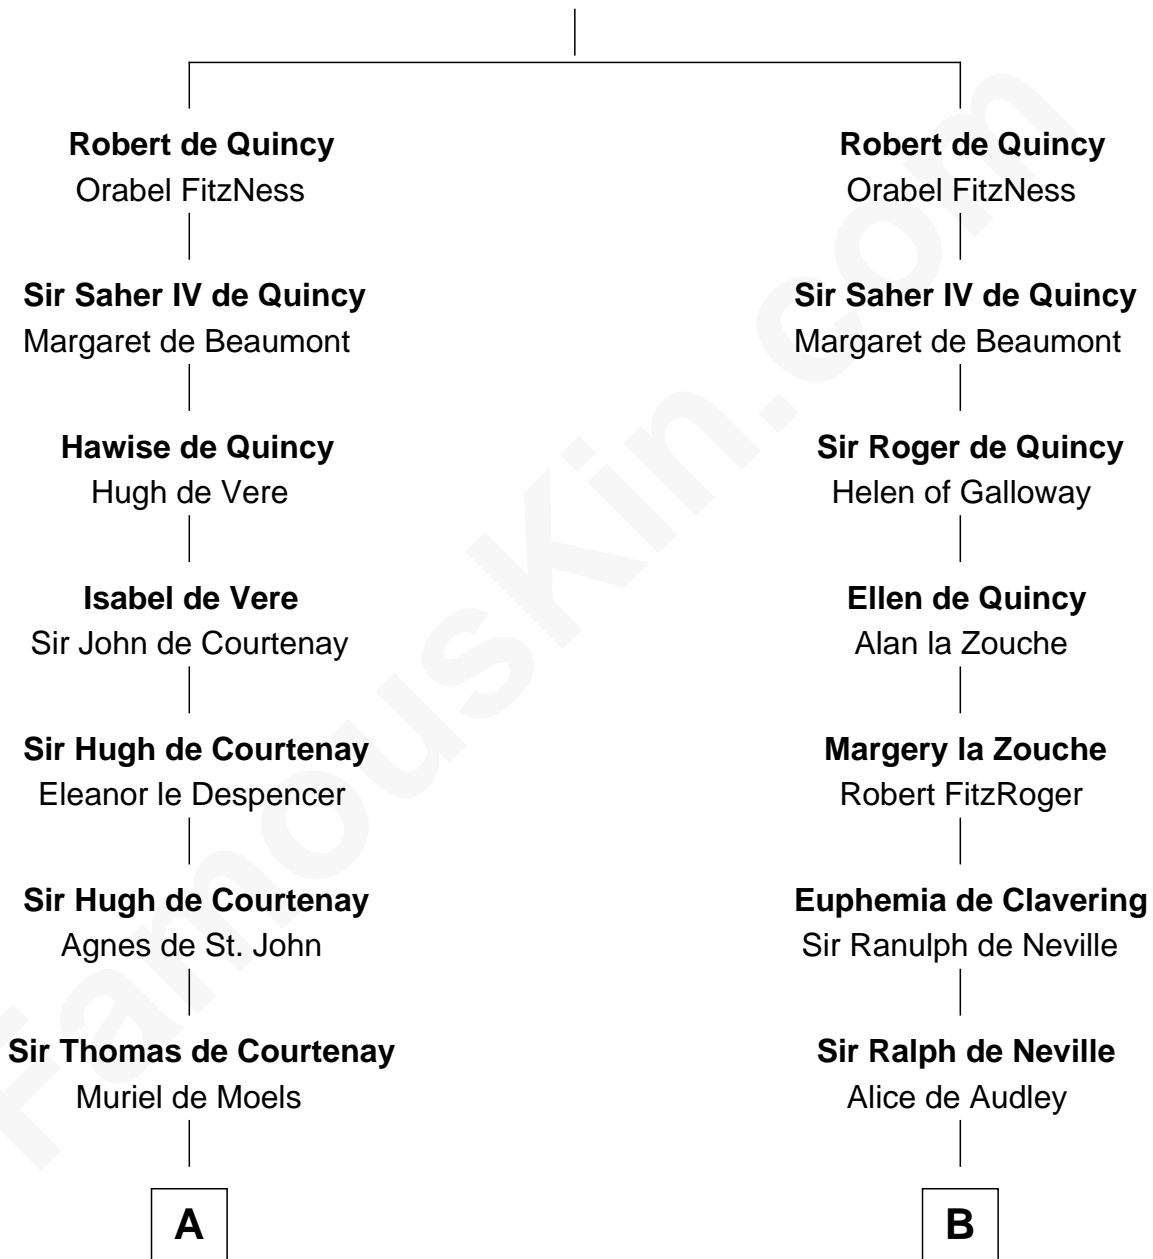 Robert de Quincy
Orabel FitzNess
Sir Saher IV de Quincy
Margaret de Beaumont
Hawise de Quincy
Hugh de Vere
Isabel de Vere
Sir John de Courtenay
Sir Hugh de Courtenay
Eleanor le Despencer
Sir Hugh de Courtenay
Agnes de St. John
Sir Thomas de Courtenay
Muriel de Moels
A
Robert de Quincy
Orabel FitzNess
Sir Saher IV de Quincy
Margaret de Beaumont
Sir Roger de Quincy
Helen of Galloway
Ellen de Quincy
Alan la Zouche
Margery la Zouche
Robert FitzRoger
Euphemia de Clavering
Sir Ranulph de Neville
Sir Ralph de Neville
Alice de Audley
B
FamousKin.com